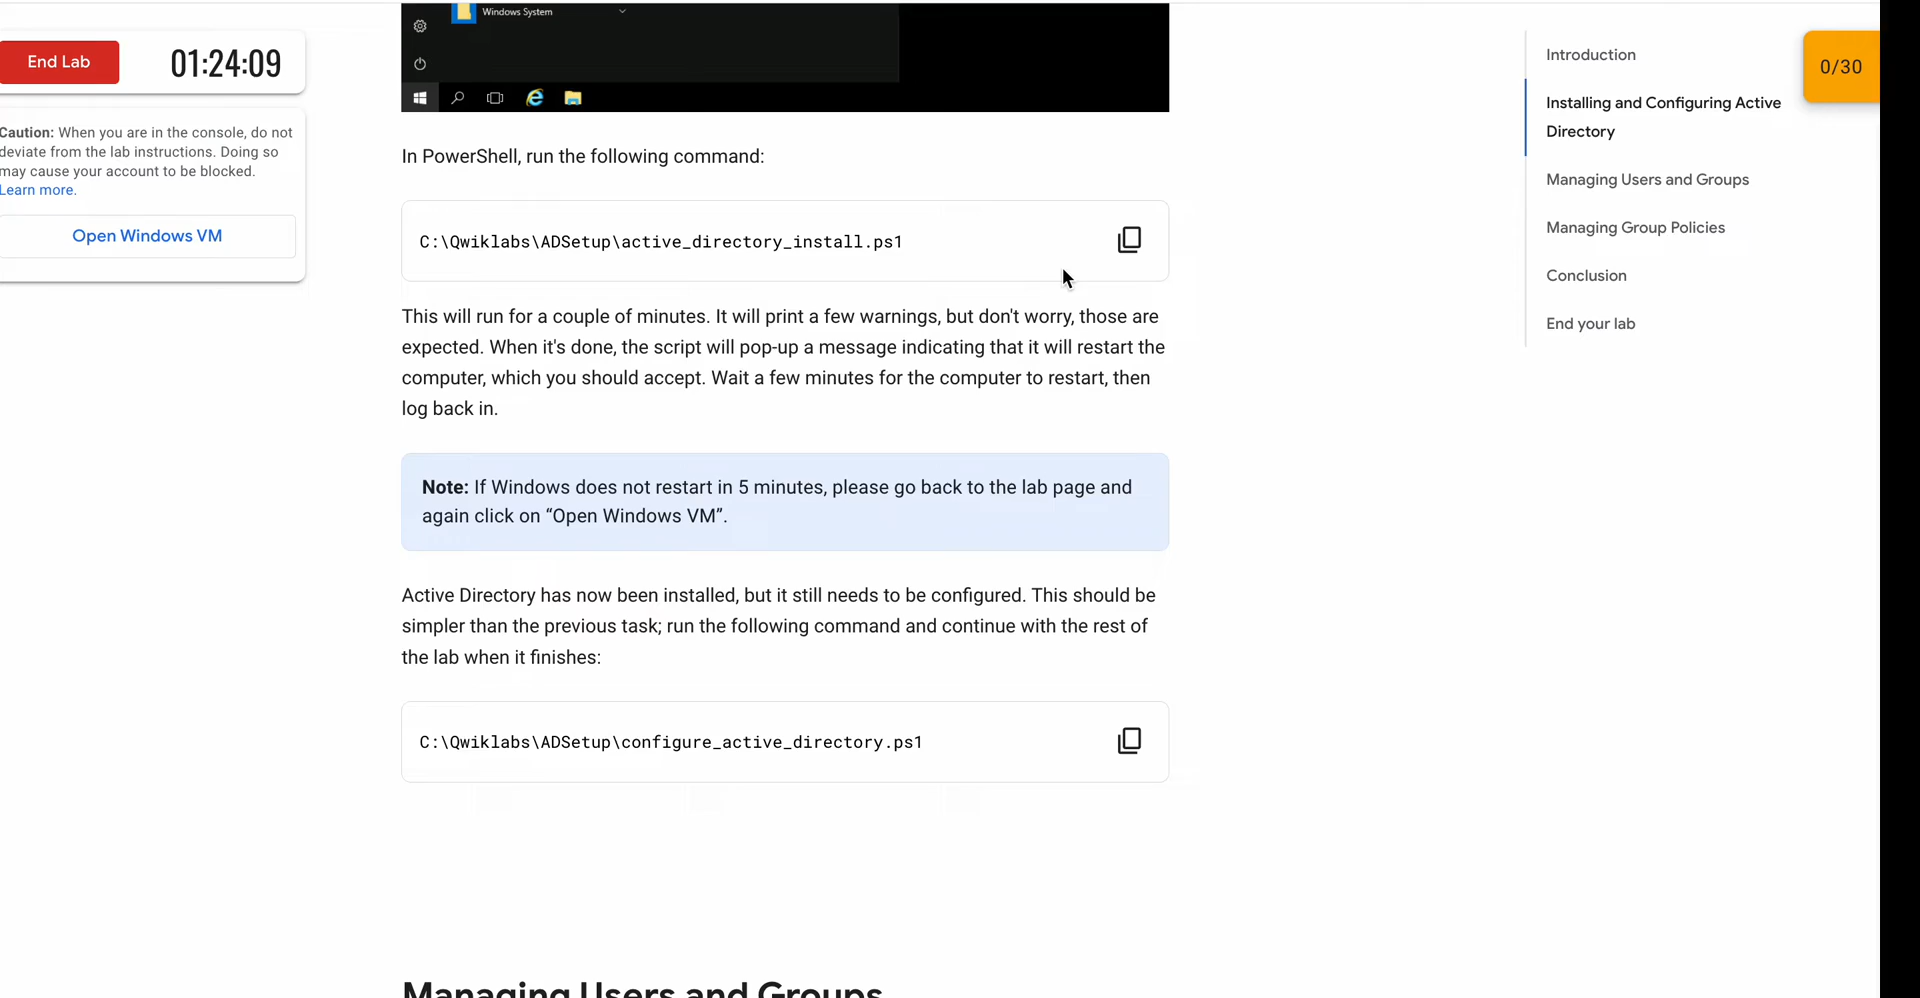 Windows System
End Lab
01:24:09
Caution: When you are in the console, do not
deviate from the lab instructions. Doing so
may cause your account to be blocked.
Learn more.
Open Windows VM
In PowerShell, run the following command:
C:\Qwiklabs\ADSetup\active_directory_install.ps1
This will run for a couple of minutes. It will print a few warnings, but don't worry, those are
expected. When it's done, the script will pop-up a message indicating that it will restart the
computer, which you should accept. Wait a few minutes for the computer to restart, then
log back in.
Note: If Windows does not restart in 5 minutes, please go back to the lab page and
again click on “Open Windows VM”.
Active Directory has now been installed, but it still needs to be configured. This should be
simpler than the previous task; run the following command and continue with the rest of
the lab when it finishes:
C:\Qwiklabs\ADSetup\configure_active_directory.ps1
Managing Users and Groups
Introduction
Installing and Configuring Active
Directory
Managing Users and Groups
Managing Group Policies
Conclusion
End your lab
0/30